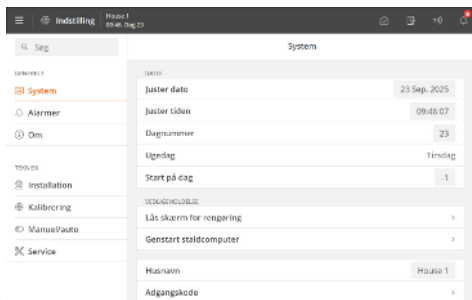 Indstilling
House 1
09:46, Dag 23
Søg
System
GENERELT
System
Alarmer
Om
TEKNIK
Installation
Kalibrering
Manuel/auto
Service
DATO
Juster dato 23 Sep. 2025
Juster tiden 09:46:07
Dagnummer 23
Ugedag Tirsdag
Start på dag -1
VEDLIGEHOLDELSE
Lås skærm for rengøring
Genstart staldcomputer
Husnavn House 1
Adgangskode